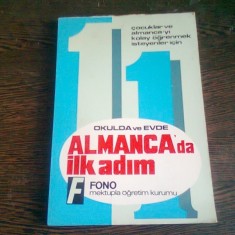 çocuklar ve
almanca'yı
kolay öğrenmek
isteyenler için
11
OKULDA ve EVDE
ALMANCA'da
ilk adım
F FONO
mektupla öğretim kurumu